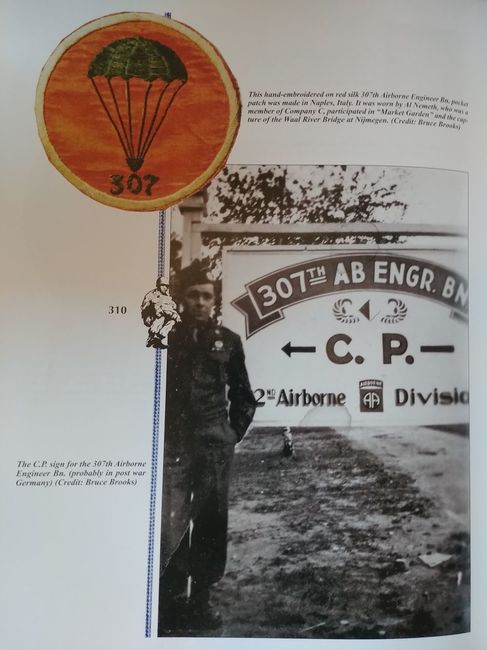 307
This hand-embroidered on red silk 307th Airborne Engineer Bn. pocket
patch was made in Naples, Italy. It was worn by Al Nemeth, who was a
member of Company C, participated in "Market Garden" and the cap-
ture of the Waal River Bridge at Nijmegen. (Credit: Bruce Brooks)
310
307TH AB ENGR. BN
C. P.
2ND Airborne AIRBORNE AA Divisio
The C.P. sign for the 307th Airborne
Engineer Bn. (probably in post war
Germany) (Credit: Bruce Brooks)